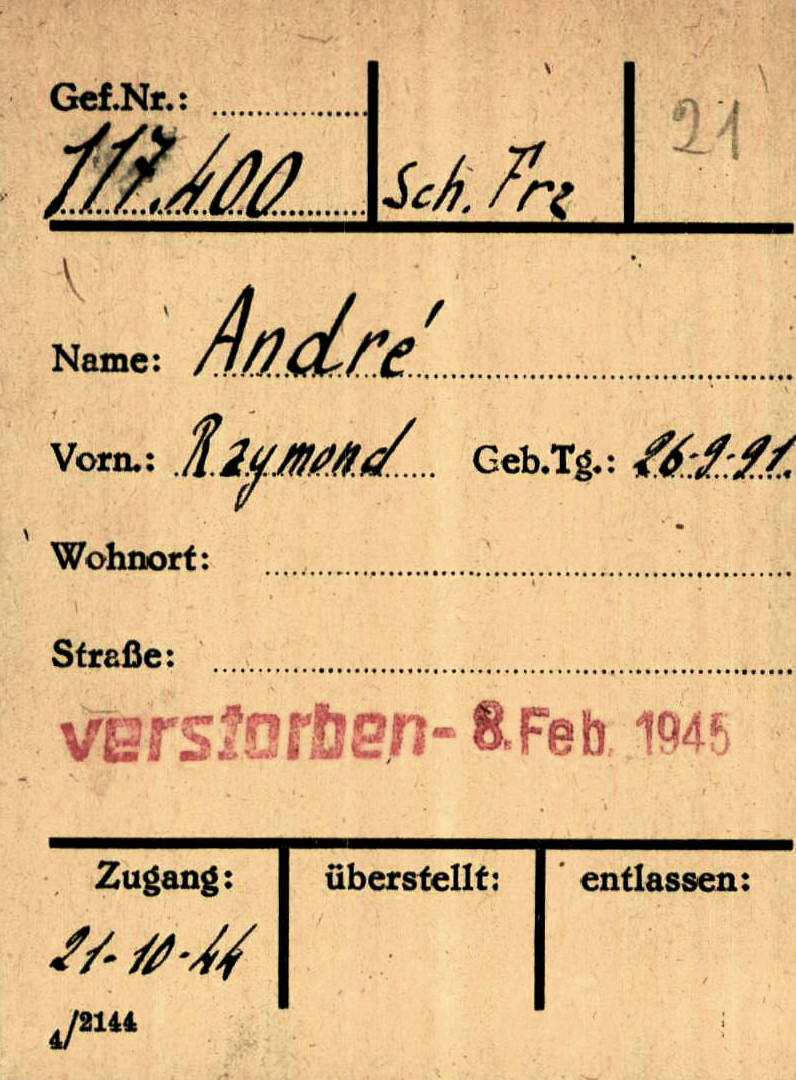 Gef.Nr.:
117.400 Sch. Frz 21
Name: André
Vorn.: Raymond Geb.Tg.: 26-9-91.
Wohnort:
Straße:
verstorben - 8. Feb. 1945
Zugang: überstellt: entlassen:
21-10-44
4/2144